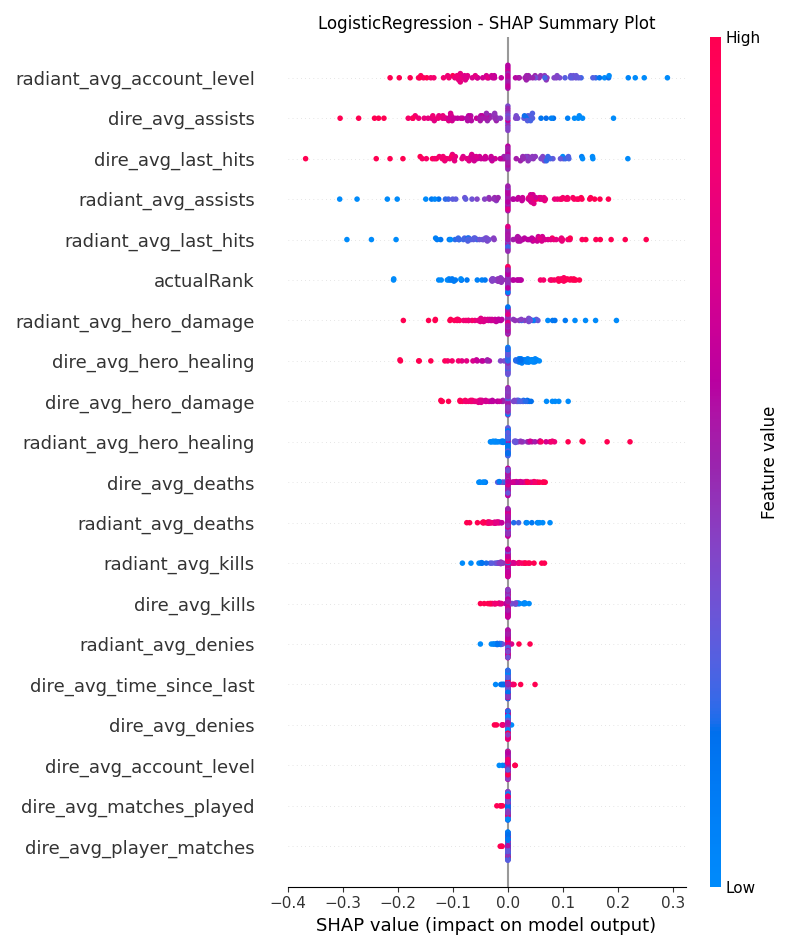 LogisticRegression - SHAP Summary Plot
High
radiant_avg_account_level
dire_avg_assists
dire_avg_last_hits
radiant_avg_assists
radiant_avg_last_hits
actualRank
radiant_avg_hero_damage
dire_avg_hero_healing
dire_avg_hero_damage
radiant_avg_hero_healing
dire_avg_deaths
radiant_avg_deaths
radiant_avg_kills
dire_avg_kills
radiant_avg_denies
dire_avg_time_since_last
dire_avg_denies
dire_avg_account_level
dire_avg_matches_played
dire_avg_player_matches
Feature value
Low
−0.4 −0.3 −0.2 −0.1 0.0 0.1 0.2 0.3
SHAP value (impact on model output)